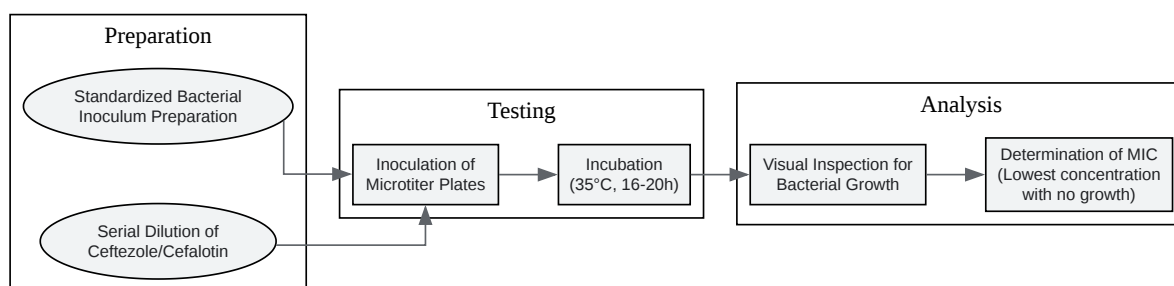 Preparation
Standardized Bacterial
Inoculum Preparation
Serial Dilution of
Ceftezole/Cefalotin
Testing
Inoculation of
Microtiter Plates
Incubation
(35°C, 16-20h)
Analysis
Visual Inspection for
Bacterial Growth
Determination of MIC
(Lowest concentration
with no growth)